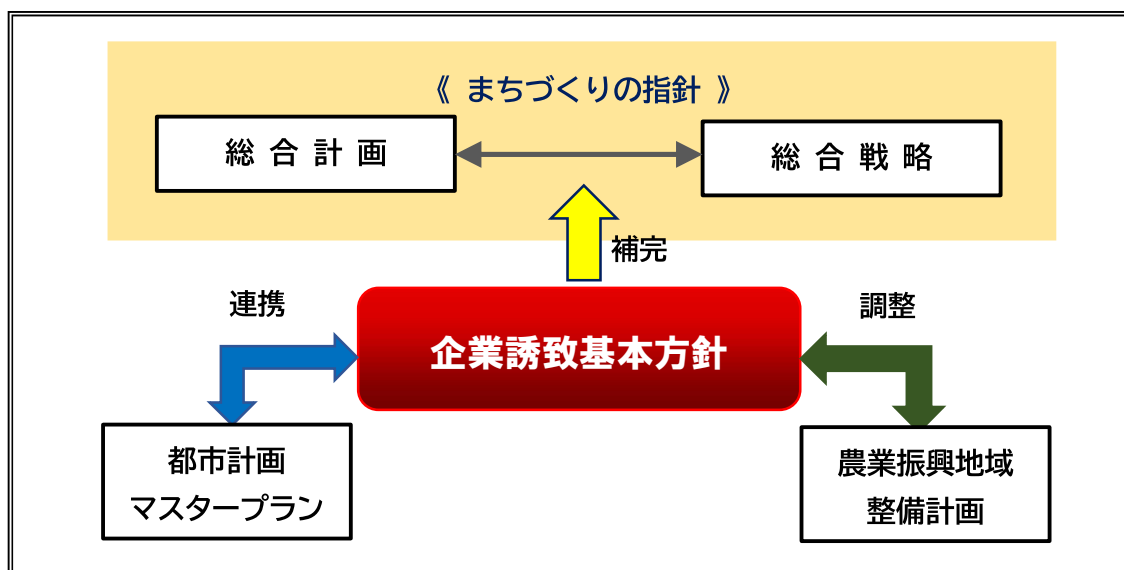 《 まちづくりの指針 》
総 合 計 画
総 合 戦 略
補完
連携
調整
企業誘致基本方針
都市計画
マスタープラン
農業振興地域
整備計画